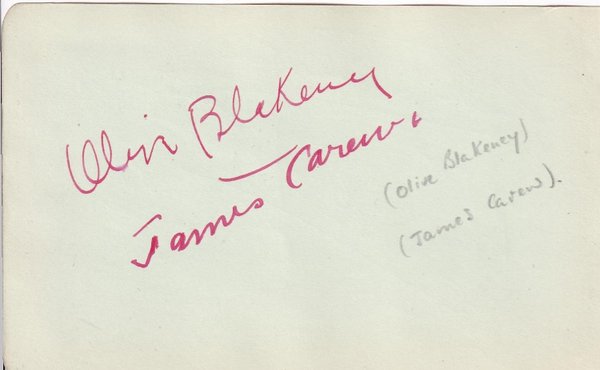 Olive Blakeney
James Carew.
(Olive Blakeney)
(James Carew).